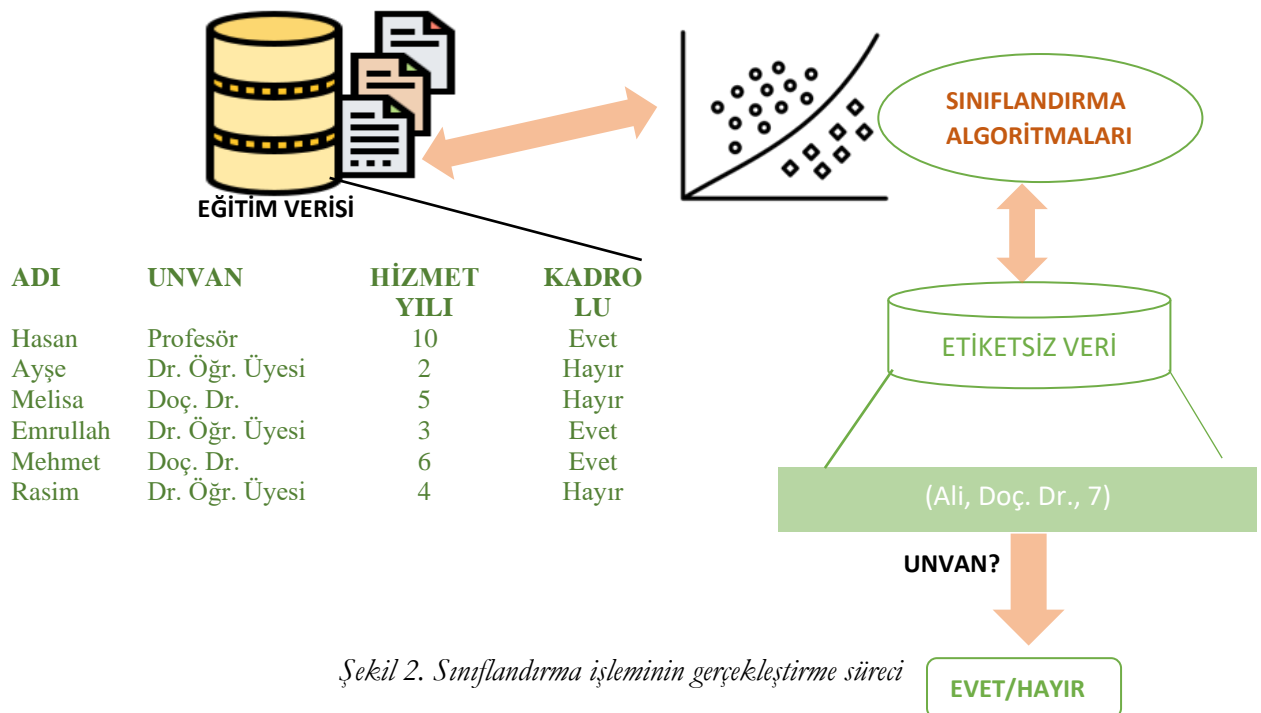 SINIFLANDIRMA
ALGORİTMALARI
EĞİTİM VERİSİ
ADI UNVAN HİZMET YILI KADRO LU
Hasan Profesör 10 Evet
Ayşe Dr. Öğr. Üyesi 2 Hayır
Melisa Doç. Dr. 5 Hayır
Emrullah Dr. Öğr. Üyesi 3 Evet
Mehmet Doç. Dr. 6 Evet
Rasim Dr. Öğr. Üyesi 4 Hayır
ETİKETSİZ VERİ
(Ali, Doç. Dr., 7)
UNVAN?
EVET/HAYIR
Şekil 2. Sınıflandırma işleminin gerçekleştirme süreci